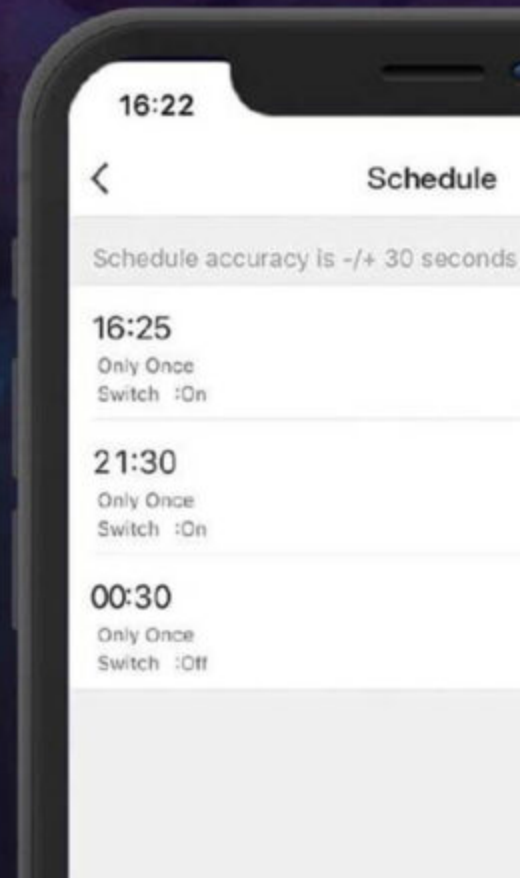 16:22
Schedule
Schedule accuracy is -/+ 30 seconds
16:25
Only Once
Switch :On
21:30
Only Once
Switch :On
00:30
Only Once
Switch :Off